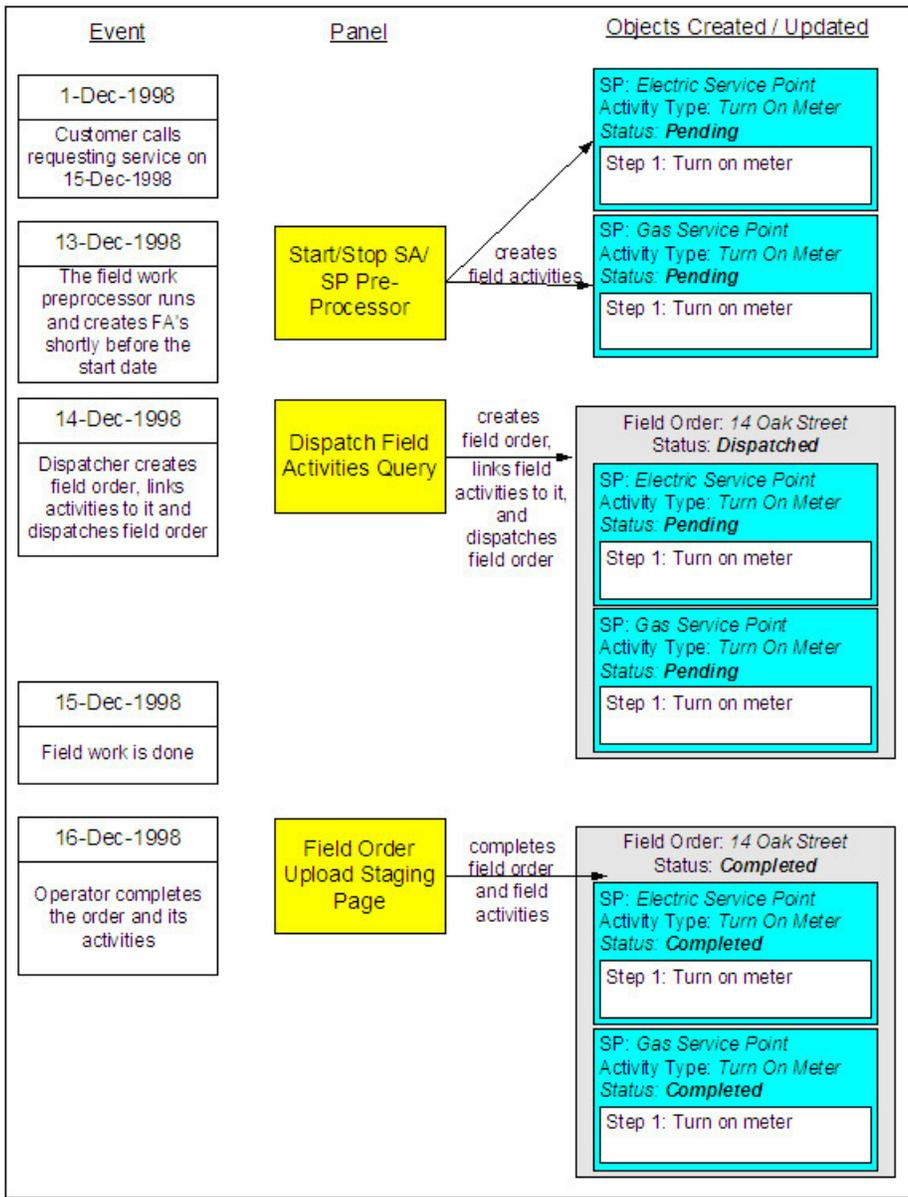 Event
Panel
Objects Created / Updated
1-Dec-1998
Customer calls
requesting service on
15-Dec-1998
SP: Electric Service Point
Activity Type: Turn On Meter
Status: Pending
Step 1: Turn on meter
13-Dec-1998
The field work
preprocessor runs
and creates FA's
shortly before the
start date
Start/Stop SA/
SP Pre-
Processor
creates
field activities
SP: Gas Service Point
Activity Type: Turn On Meter
Status: Pending
Step 1: Turn on meter
14-Dec-1998
Dispatcher creates
field order, links
activities to it and
dispatches field order
Dispatch Field
Activities Query
creates
field order,
links field
activities to it,
and
dispatches
field order
Field Order: 14 Oak Street
Status: Dispatched
SP: Electric Service Point
Activity Type: Turn On Meter
Status: Pending
Step 1: Turn on meter
SP: Gas Service Point
Activity Type: Turn On Meter
Status: Pending
Step 1: Turn on meter
15-Dec-1998
Field work is done
16-Dec-1998
Operator completes
the order and its
activities
Field Order
Upload Staging
Page
completes
field order
and field
activities
Field Order: 14 Oak Street
Status: Completed
SP: Electric Service Point
Activity Type: Turn On Meter
Status: Completed
Step 1: Turn on meter
SP: Gas Service Point
Activity Type: Turn On Meter
Status: Completed
Step 1: Turn on meter